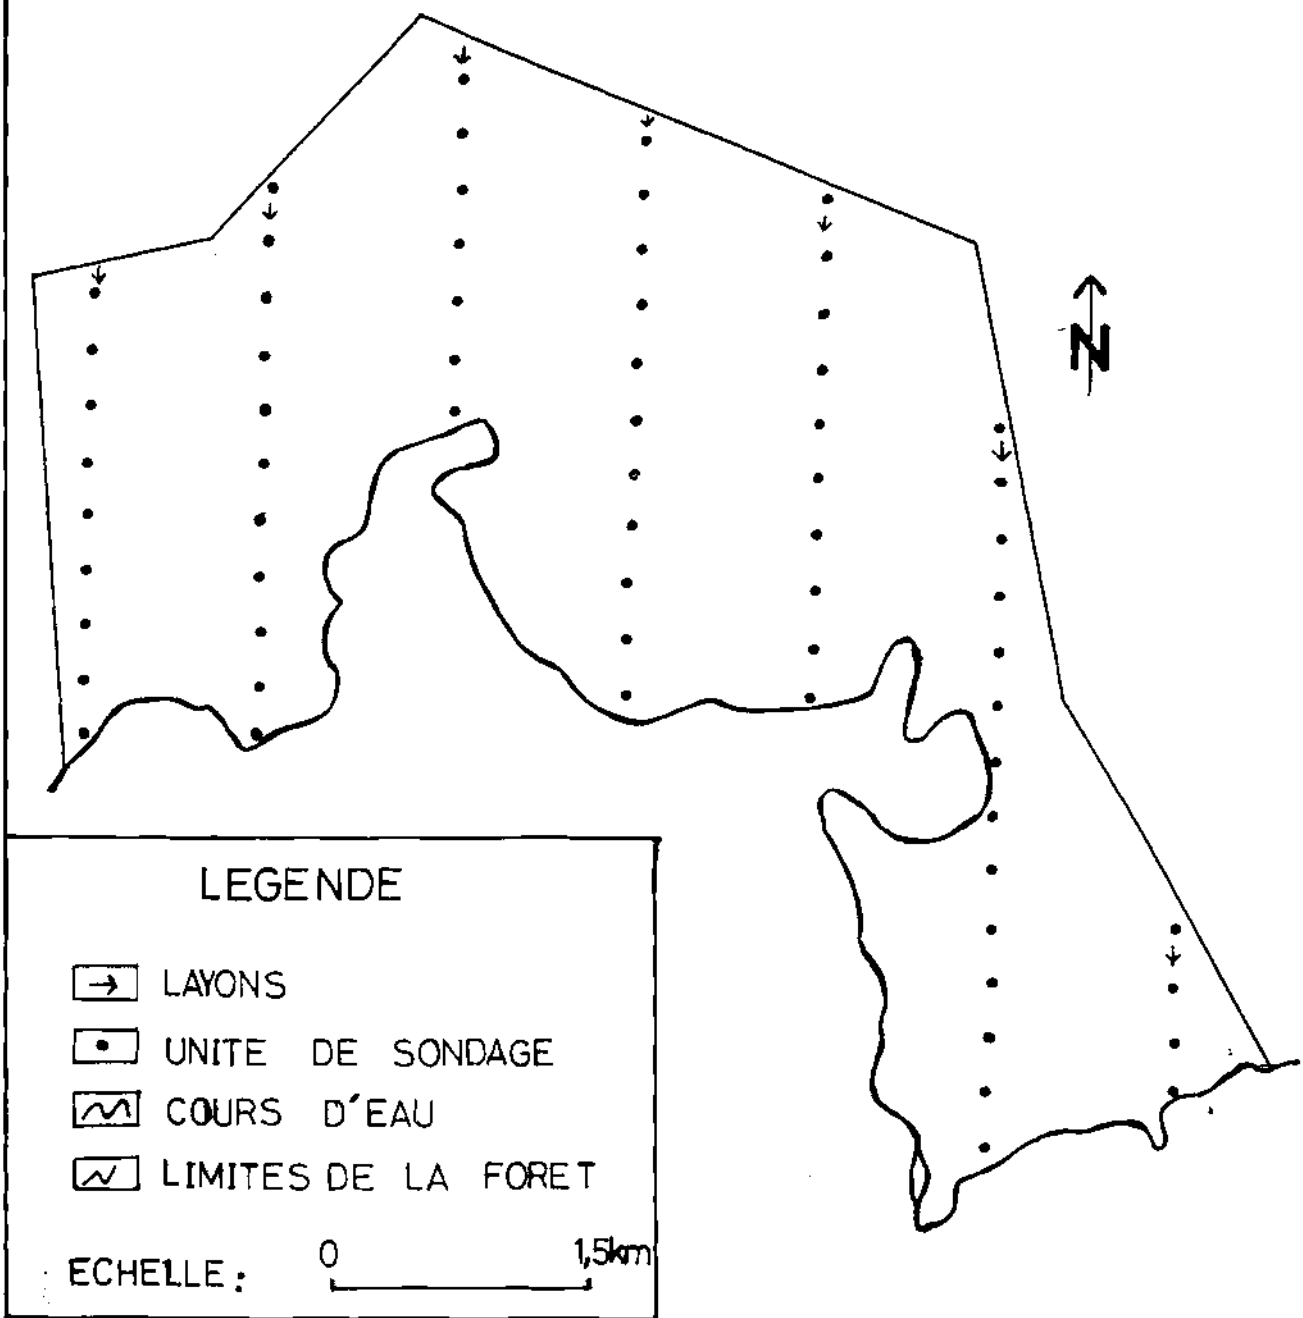 N
LEGENDE
LAYONS
UNITE DE SONDAGE
COURS D'EAU
LIMITES DE LA FORET
0 1,5km
ECHELLE: